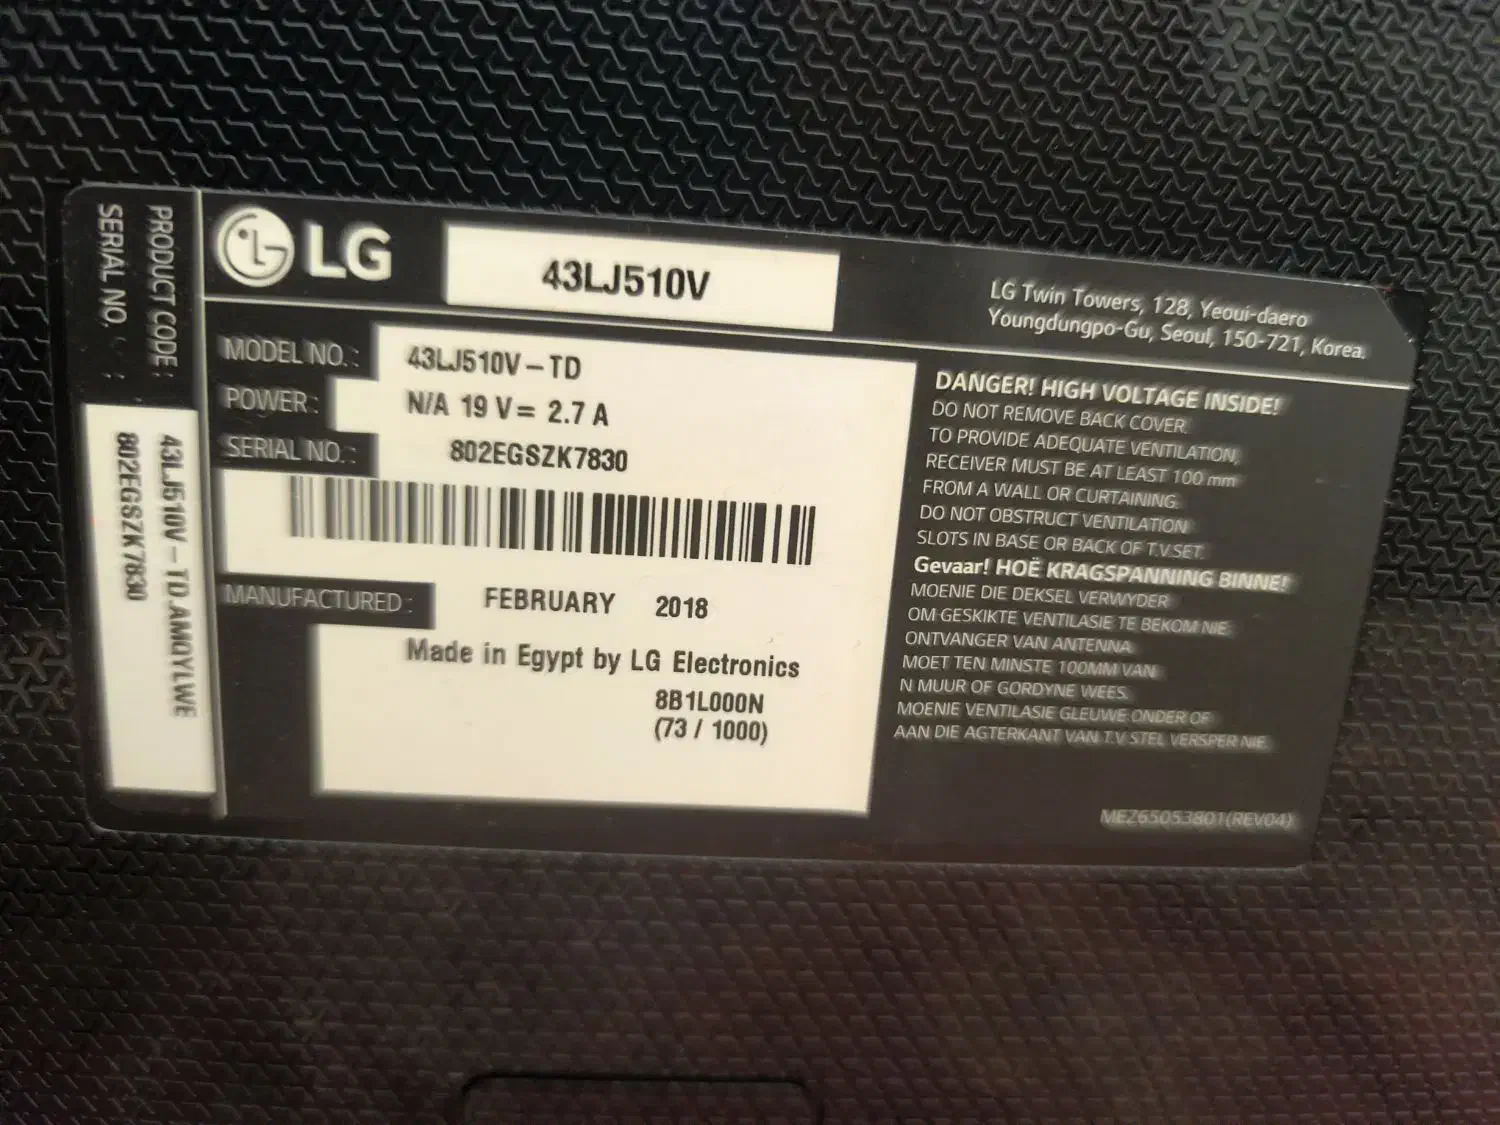 PRODUCT CODE :
SERIAL NO. :
43LJ510V-TD.AMQYLWE
802EGSZK7830
LG
43LJ510V
LG Twin Towers, 128, Yeoui-daero
Youngdungpo-Gu, Seoul, 150-721, Korea.
MODEL NO. : 43LJ510V-TD
POWER : N/A 19 V= 2.7 A
SERIAL NO. : 802EGSZK7830
MANUFACTURED : FEBRUARY 2018
Made in Egypt by LG Electronics
8B1L000N
(73 / 1000)
DANGER! HIGH VOLTAGE INSIDE!
DO NOT REMOVE BACK COVER.
TO PROVIDE ADEQUATE VENTILATION,
RECEIVER MUST BE AT LEAST 100 mm
FROM A WALL OR CURTAINING.
DO NOT OBSTRUCT VENTILATION
SLOTS IN BASE OR BACK OF T.V.SET.
Gevaar! HOË KRAGSPANNING BINNE!
MOENIE DIE DEKSEL VERWYDER
OM GESKIKTE VENTILASIE TE BEKOM NIE.
ONTVANGER VAN ANTENNA
MOET TEN MINSTE 100MM VAN
N MUUR OF GORDYNE WEES.
MOENIE VENTILASIE GLEUWE ONDER OF
AAN DIE AGTERKANT VAN T.V STEL VERSPER NIE.
MEZ65053801(REV04)